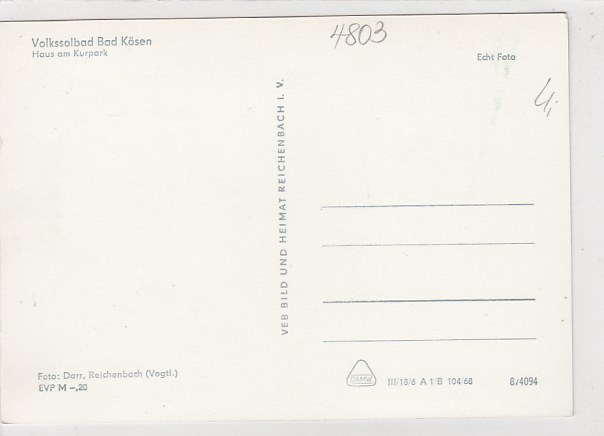 Volkssolbad Bad Kösen
Haus am Kurpark
4803
Echt Foto
4,-
VEB BILD UND HEIMAT REICHENBACH I. V.
Foto: Darr, Reichenbach (Vogtl.)
EVP M –,20
DAMW
III/18/6 A 1/B 104/68
8/4094